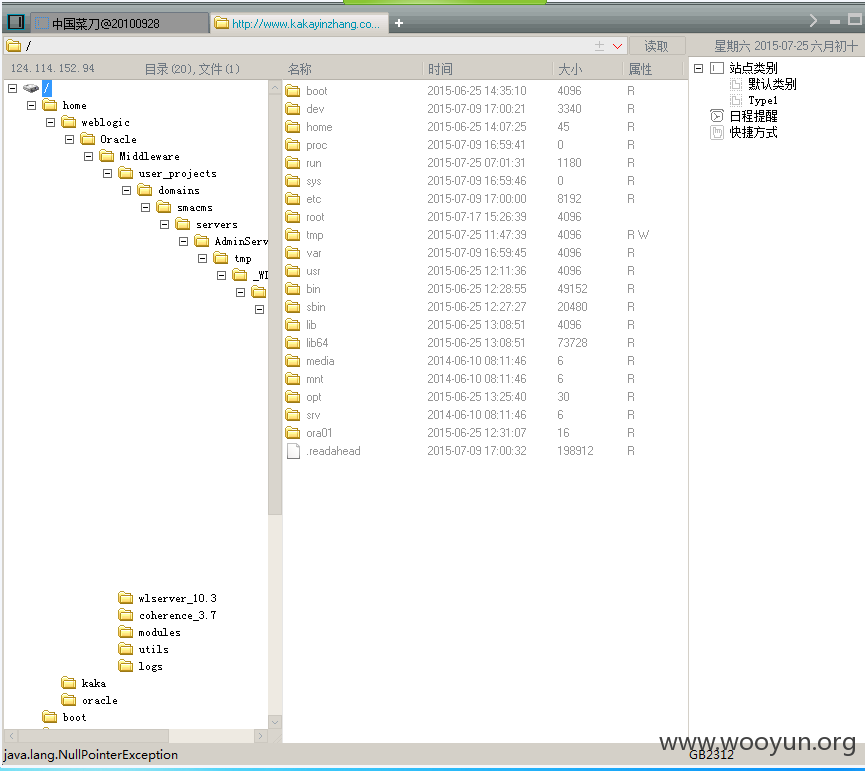 中国菜刀@20100928
http://www.kakayinzhang.co...
/
读取
星期六 2015-07-25 六月初十
124.114.152.94 目录(20),文件(1)
名称 时间 大小 属性
/
home
weblogic
Oracle
Middleware
user_projects
domains
smacms
servers
AdminServ
tmp
_WI
wlserver_10.3
coherence_3.7
modules
utils
logs
kaka
oracle
boot
boot 2015-06-25 14:35:10 4096 R
dev 2015-07-09 17:00:21 3340 R
home 2015-06-25 14:07:25 45 R
proc 2015-07-09 16:59:41 0 R
run 2015-07-25 07:01:31 1180 R
sys 2015-07-09 16:59:46 0 R
etc 2015-07-09 17:00:00 8192 R
root 2015-07-17 15:26:39 4096
tmp 2015-07-25 11:47:39 4096 R W
var 2015-07-09 16:59:45 4096 R
usr 2015-06-25 12:11:36 4096 R
bin 2015-06-25 12:28:55 49152 R
sbin 2015-06-25 12:27:27 20480 R
lib 2015-06-25 13:08:51 4096 R
lib64 2015-06-25 13:08:51 73728 R
media 2014-06-10 08:11:46 6 R
mnt 2014-06-10 08:11:46 6 R
opt 2015-06-25 13:25:40 30 R
srv 2014-06-10 08:11:46 6 R
ora01 2015-06-25 12:31:07 16 R
.readahead 2015-07-09 17:00:32 198912 R
站点类别
默认类别
Type1
日程提醒
快捷方式
www.wooyun.org
java.lang.NullPointerException
GB2312